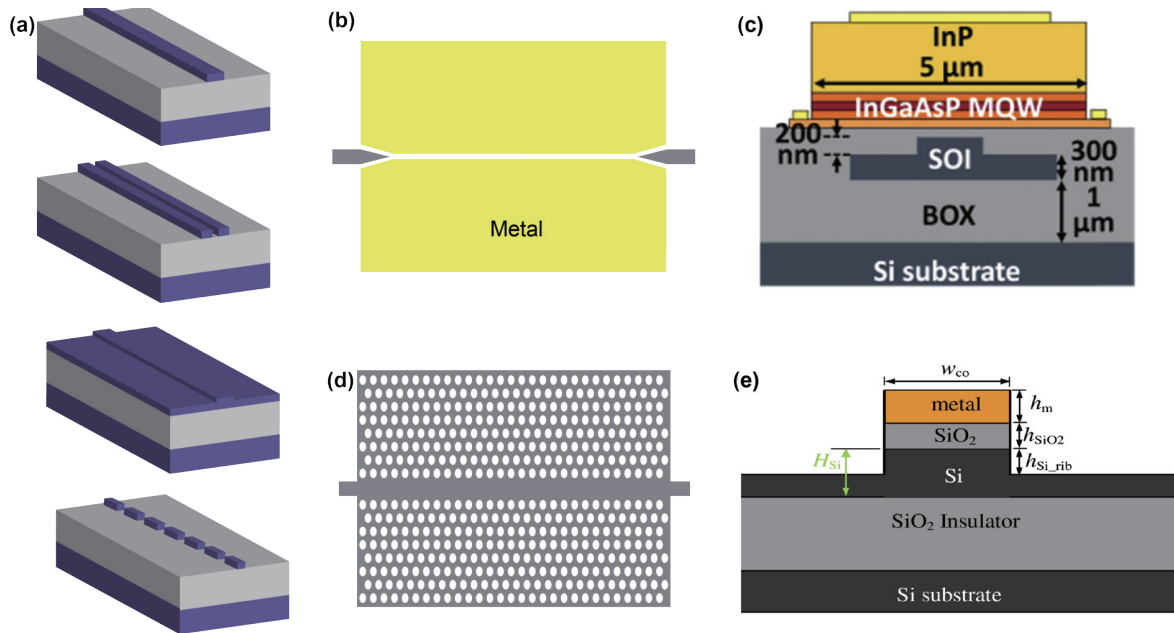 (a)
(b)
Metal
(c)
InP
5 μm
InGaAsP MQW
200
nm
SOI
300
nm
BOX
1
μm
Si substrate
(d)
(e)
w_co
metal
h_m
SiO₂
h_SiO2
H_Si
h_Si_rib
Si
SiO₂ Insulator
Si substrate